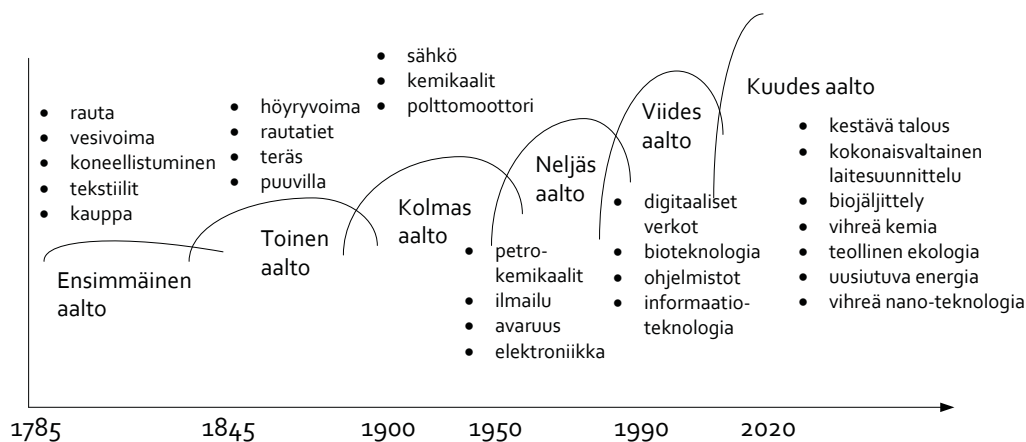 • rauta
• vesivoima
• koneellistuminen
• tekstiilit
• kauppa
Ensimmäinen
aalto
• höyryvoima
• rautatiet
• teräs
• puuvilla
Toinen
aalto
• sähkö
• kemikaalit
• polttomoottori
Kolmas
aalto
Neljäs
aalto
• petro-
kemikaalit
• ilmailu
• avaruus
• elektroniikka
Viides
aalto
• digitaaliset
verkot
• bioteknologia
• ohjelmistot
• informaatio-
teknologia
Kuudes aalto
• kestävä talous
• kokonaisvaltainen
laitesuunnittelu
• biojäljittely
• vihreä kemia
• teollinen ekologia
• uusiutuva energia
• vihreä nano-teknologia
1785 1845 1900 1950 1990 2020